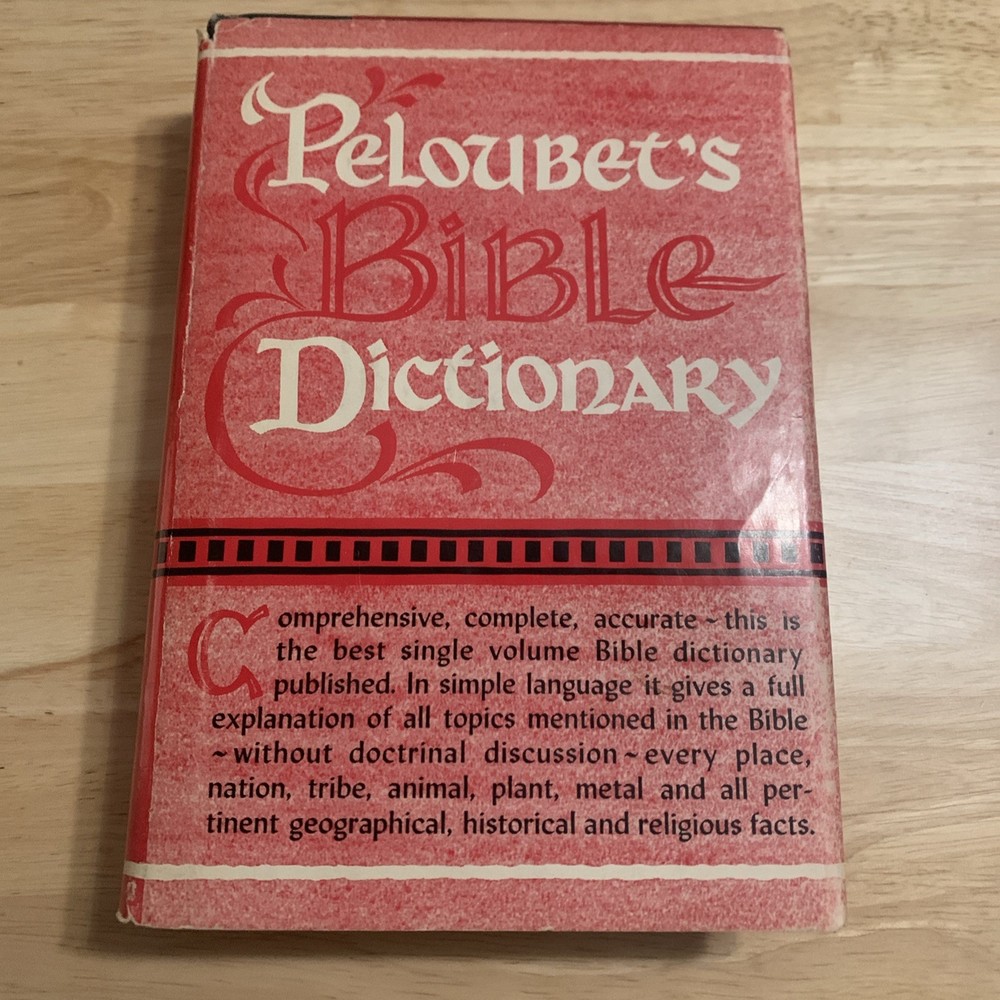 Peloubet's
Bible
Dictionary
Comprehensive, complete, accurate ~ this is
the best single volume Bible dictionary
published. In simple language it gives a full
explanation of all topics mentioned in the Bible
~ without doctrinal discussion ~ every place,
nation, tribe, animal, plant, metal and all per-
tinent geographical, historical and religious facts.